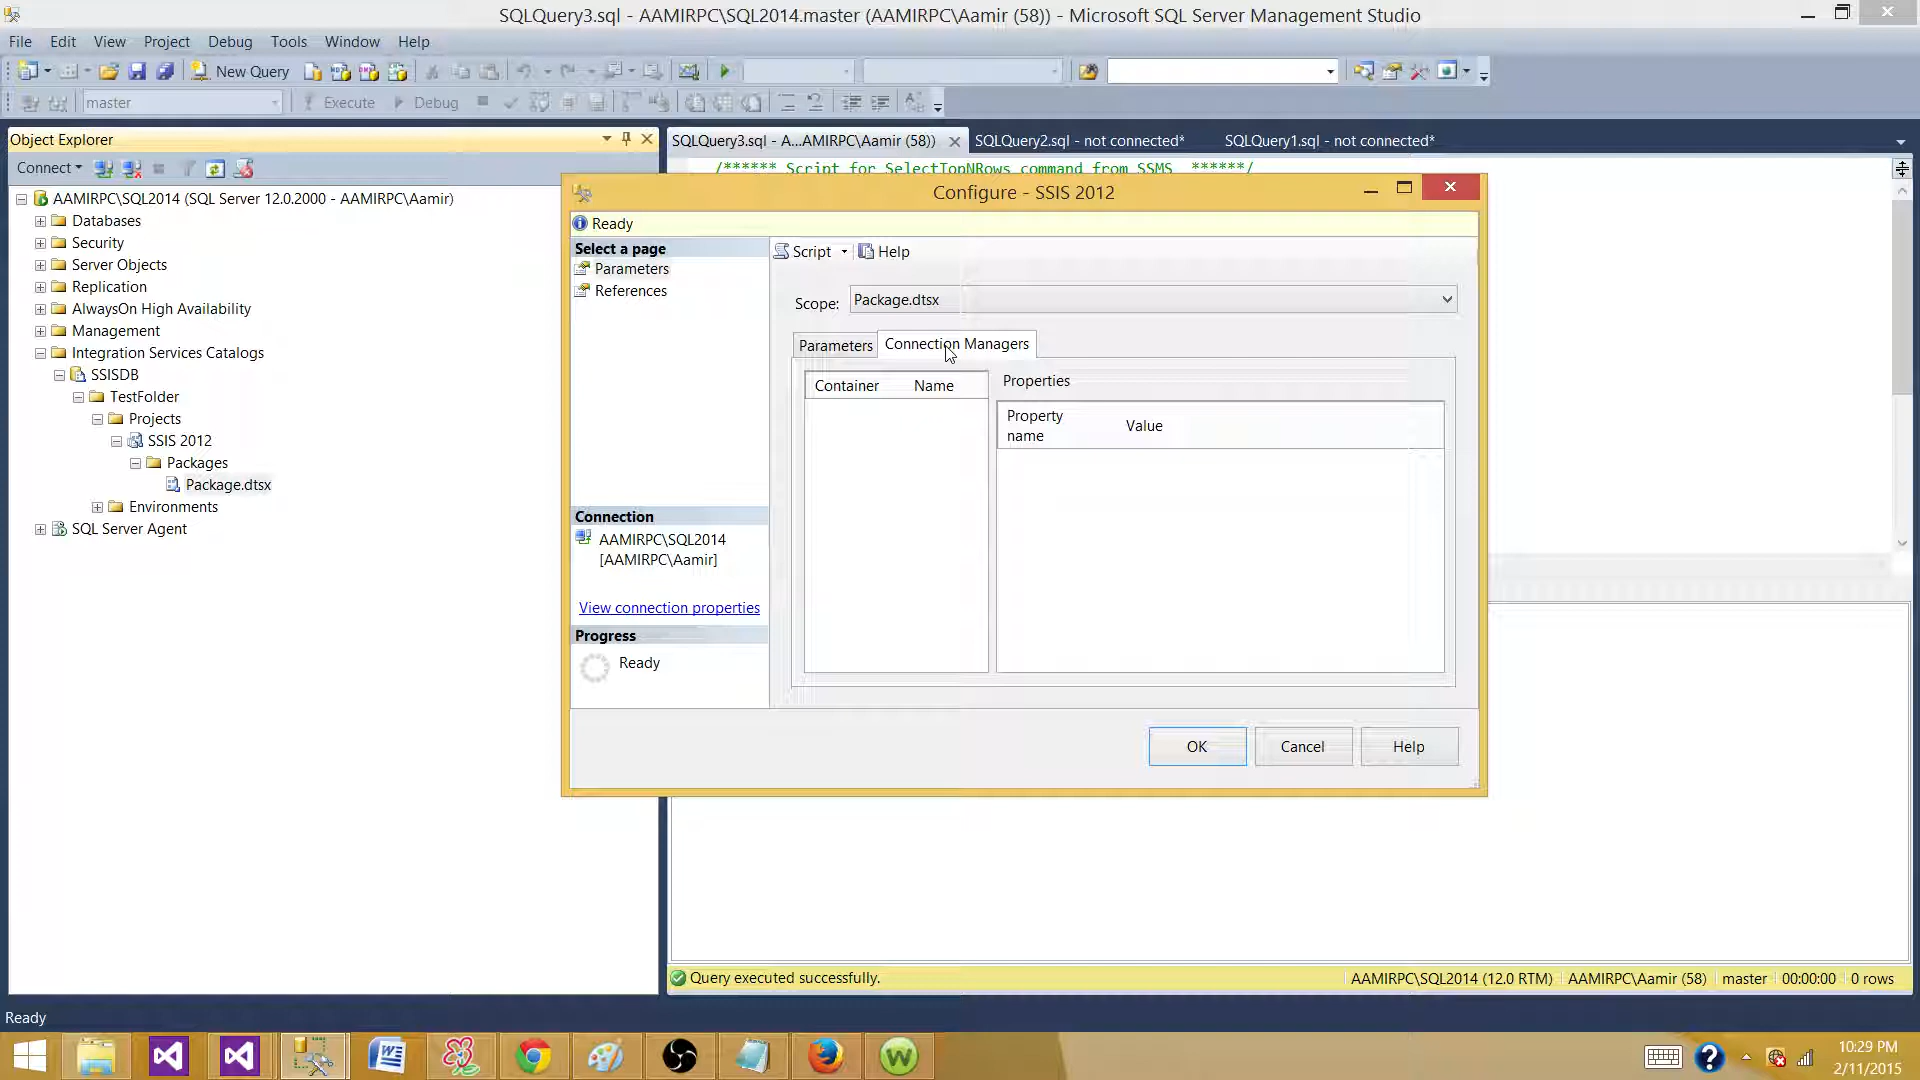 SQLQuery3.sql - AAMIRPC\SQL2014.master (AAMIRPC\Aamir (58)) - Microsoft SQL Server Management Studio
File Edit View Project Debug Tools Window Help
New Query
master Execute Debug
Object Explorer
SQLQuery3.sql - A...AMIRPC\Aamir (58)) SQLQuery2.sql - not connected* SQLQuery1.sql - not connected*
Connect
/****** Script for SelectTopNRows command from SSMS ******/
AAMIRPC\SQL2014 (SQL Server 12.0.2000 - AAMIRPC\Aamir)
Databases
Security
Server Objects
Replication
AlwaysOn High Availability
Management
Integration Services Catalogs
SSISDB
TestFolder
Projects
SSIS 2012
Packages
Package.dtsx
Environments
SQL Server Agent
Configure - SSIS 2012
Ready
Select a page
Parameters
References
Script Help
Scope: Package.dtsx
Parameters Connection Managers
Container Name
Properties
Property name Value
Connection
AAMIRPC\SQL2014
[AAMIRPC\Aamir]
View connection properties
Progress
Ready
OK Cancel Help
Query executed successfully. AAMIRPC\SQL2014 (12.0 RTM) AAMIRPC\Aamir (58) master 00:00:00 0 rows
Ready
10:29 PM
2/11/2015